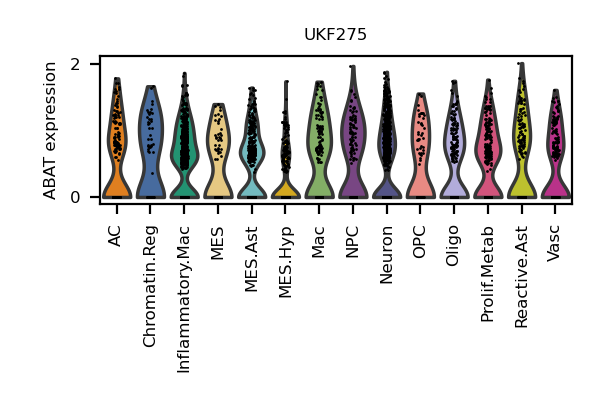 UKF275
ABAT expression
2
0
AC
Chromatin.Reg
Inflammatory.Mac
MES
MES.Ast
MES.Hyp
Mac
NPC
Neuron
OPC
Oligo
Prolif.Metab
Reactive.Ast
Vasc